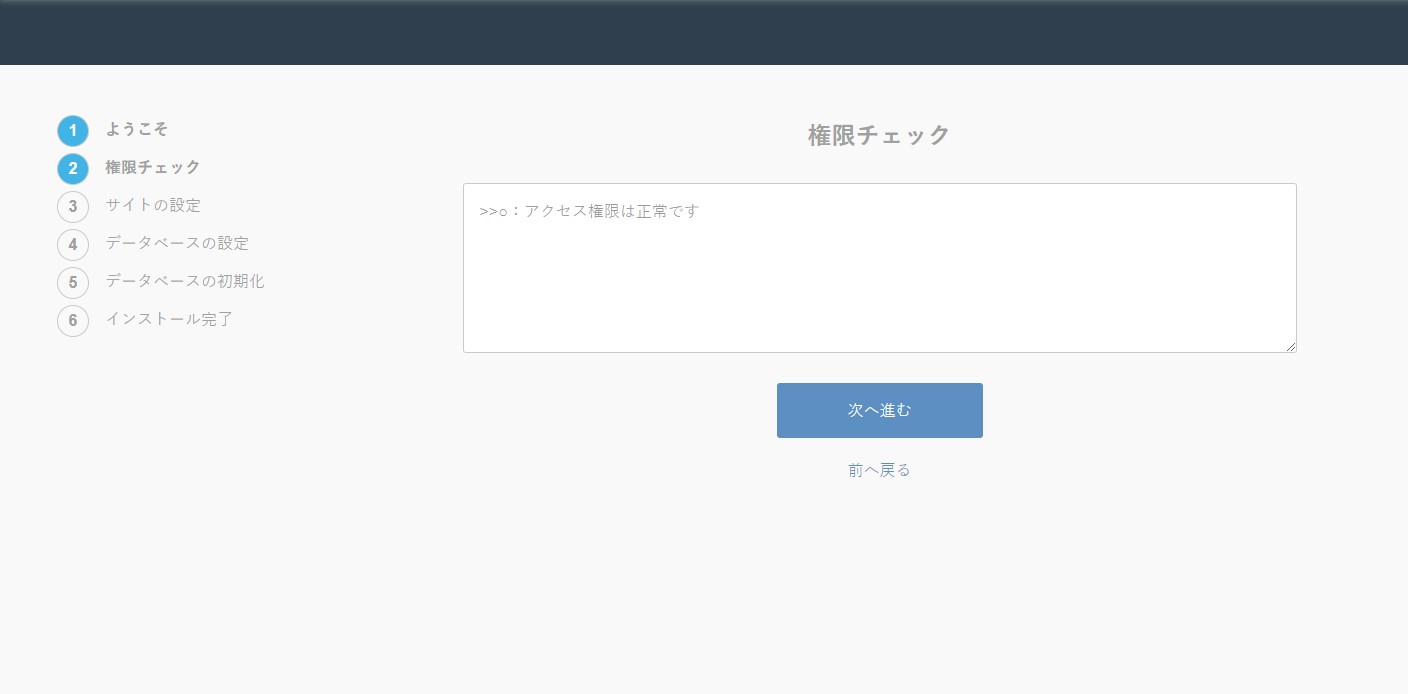 1 ようこそ
2 権限チェック
3 サイトの設定
4 データベースの設定
5 データベースの初期化
6 インストール完了
権限チェック
>>○：アクセス権限は正常です
次へ進む
前へ戻る